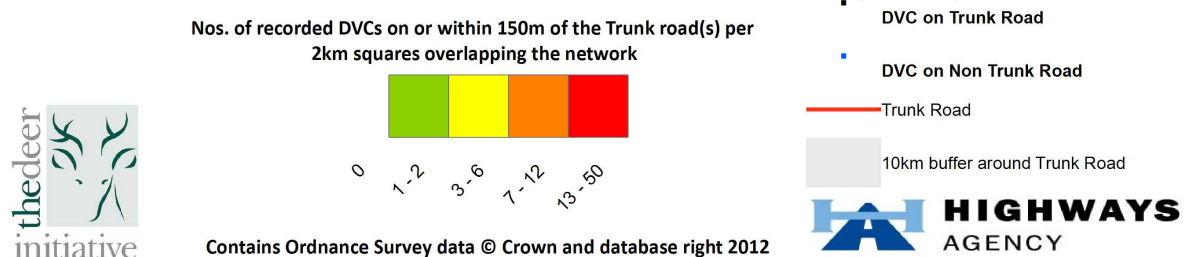 Nos. of recorded DVCs on or within 150m of the Trunk road(s) per
2km squares overlapping the network
0
1 - 2
3 - 6
7 - 12
13 - 50
Contains Ordnance Survey data © Crown and database right 2012
thedeer
initiative
DVC on Trunk Road
DVC on Non Trunk Road
Trunk Road
10km buffer around Trunk Road
HIGHWAYS
AGENCY